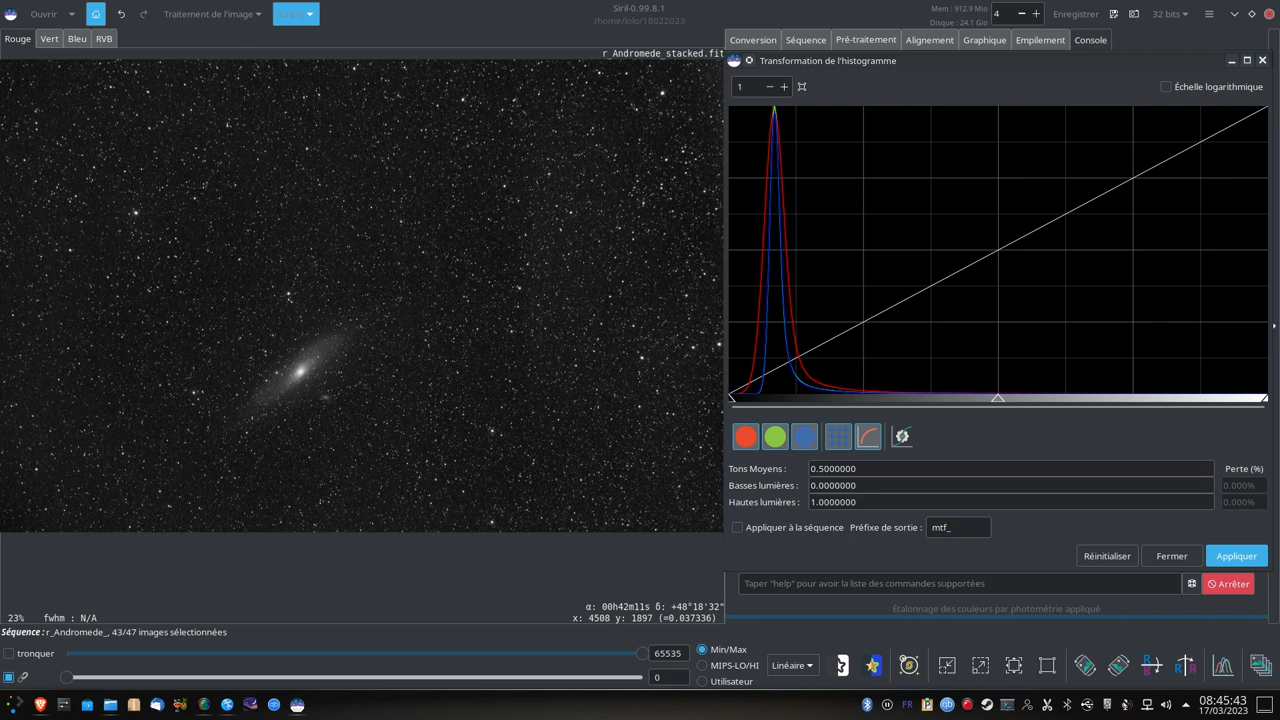 Ouvrir
Traitement de l'image
Siril-0.99.8.1
/home/lolo/18022023
Mem : 912.9 Mio
Disque : 24.1 Gio
4
Enregistrer
32 bits
Rouge
Vert
Bleu
RVB
r_Andromede_stacked.fit
Conversion
Séquence
Pré-traitement
Alignement
Graphique
Empilement
Console
Transformation de l'histogramme
1
Échelle logarithmique
Tons Moyens :
0.5000000
Perte (%)
Basses lumières :
0.0000000
0.000%
Hautes lumières :
1.0000000
0.000%
Appliquer à la séquence
Préfixe de sortie :
mtf_
Réinitialiser
Fermer
Appliquer
Taper "help" pour avoir la liste des commandes supportées
Arrêter
Étalonnage des couleurs par photométrie appliqué
α: 00h42m11s δ: +48°18'32"
23%
fwhm : N/A
x: 4508 y: 1897 (=0.037336)
Séquence: r_Andromede_, 43/47 images sélectionnées
tronquer
65535
0
Min/Max
MIPS-LO/HI
Utilisateur
Linéaire
FR
08:45:43
17/03/2023